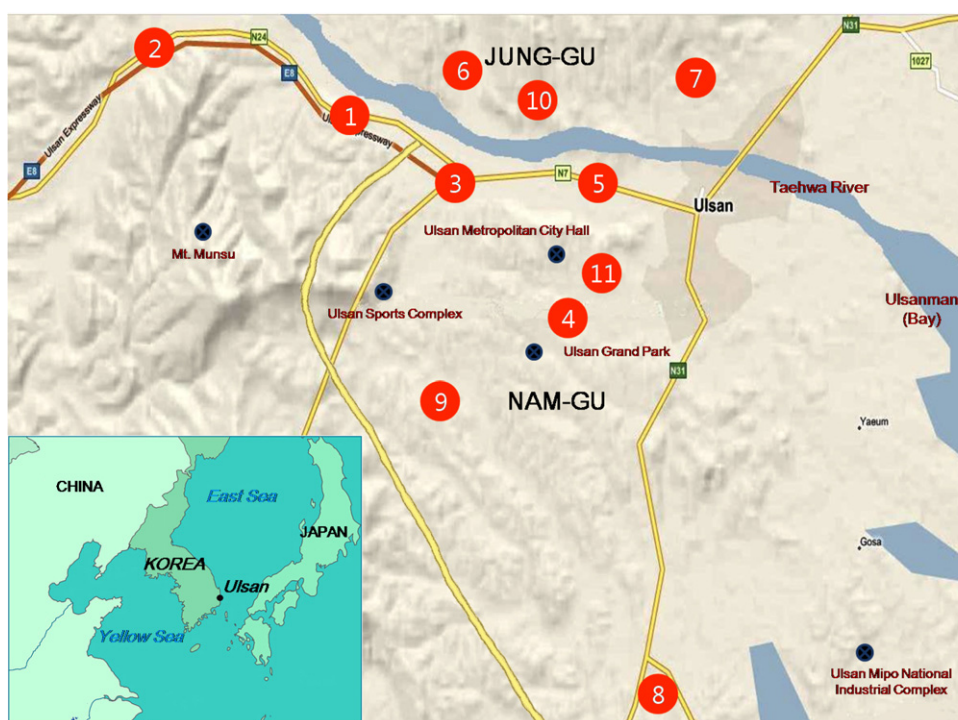 2
N24
6
JUNG-GU
7
N31
1027
E8
10
Ulsan Expressway
1
Expressway
E8
3
N7
5
Taehwa River
Ulsan
Mt. Munsu
Ulsan Metropolitan City Hall
11
Ulsan Sports Complex
4
Ulsanman
(Bay)
Ulsan Grand Park
N31
9
NAM-GU
Yaeum
CHINA
East Sea
JAPAN
KOREA
Ulsan
Yellow Sea
Gosa
8
Ulsan Mipo National
Industrial Complex